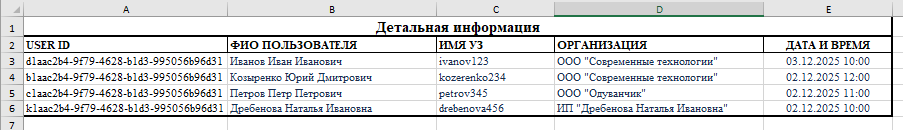 A B C D E
1 Детальная информация
2 USER ID ФИО ПОЛЬЗОВАТЕЛЯ ИМЯ УЗ ОРГАНИЗАЦИЯ ДАТА И ВРЕМЯ
3 d1aac2b4-9f79-4628-b1d3-995056b96d31 Иванов Иван Иванович ivanov123 ООО "Современные технологии" 03.12.2025 10:00
4 b1aac2b4-9f79-4628-b1d3-995056b96d31 Козыренко Юрий Дмитрович kozerenko234 ООО "Современные технологии" 02.12.2025 12:00
5 c1aac2b4-9f79-4628-b1d3-995056b96d31 Петров Петр Петрович petrov345 ООО "Одуванчик" 02.12.2025 11:00
6 k1aac2b4-9f79-4628-b1d3-995056b96d31 Дребенова Наталья Ивановна drebenova456 ИП "Дребенова Наталья Ивановна" 02.12.2025 10:00
7